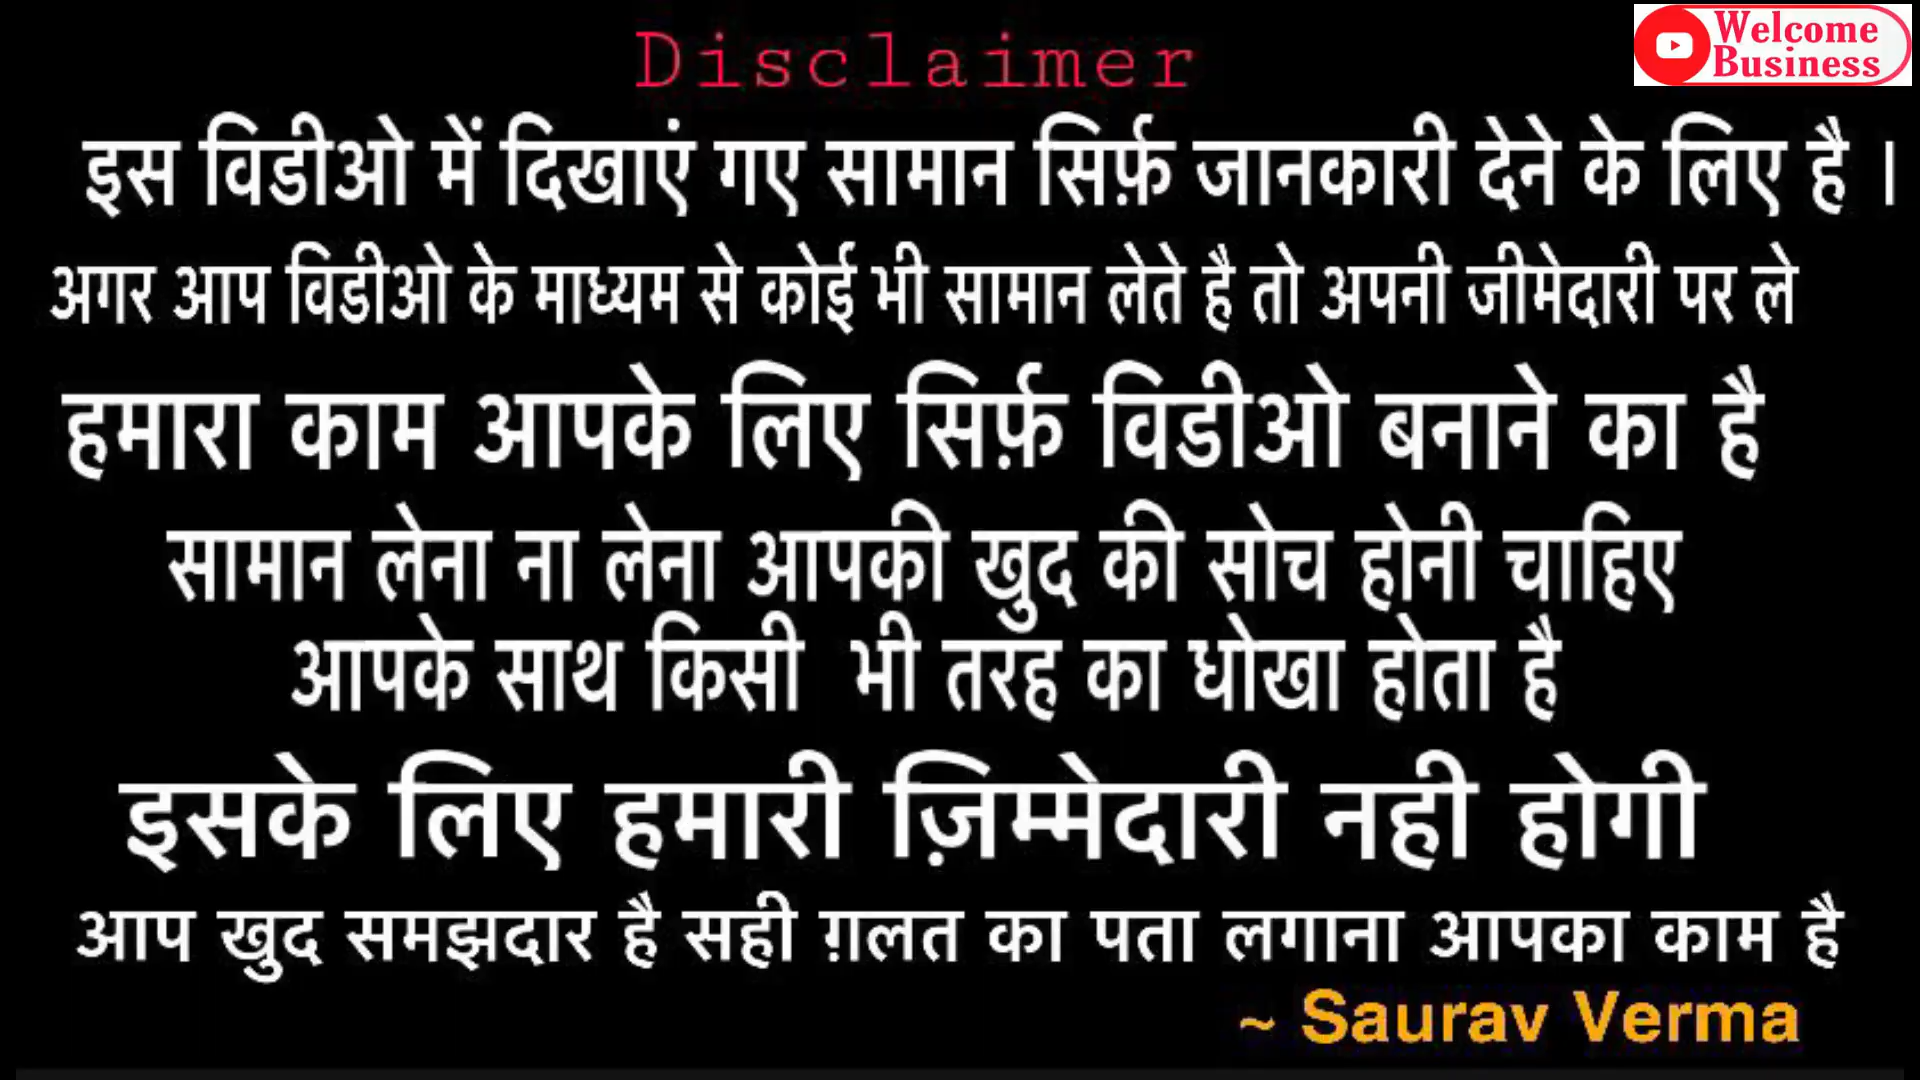 Disclaimer
Welcome
Business
इस विडीओ में दिखाएं गए सामान सिर्फ़ जानकारी देने के लिए है ।
अगर आप विडीओ के माध्यम से कोई भी सामान लेते है तो अपनी जीमेदारी पर ले
हमारा काम आपके लिए सिर्फ़ विडीओ बनाने का है
सामान लेना ना लेना आपकी खुद की सोच होनी चाहिए
आपके साथ किसी भी तरह का धोखा होता है
इसके लिए हमारी ज़िम्मेदारी नही होगी
आप खुद समझदार है सही ग़लत का पता लगाना आपका काम है
~ Saurav Verma